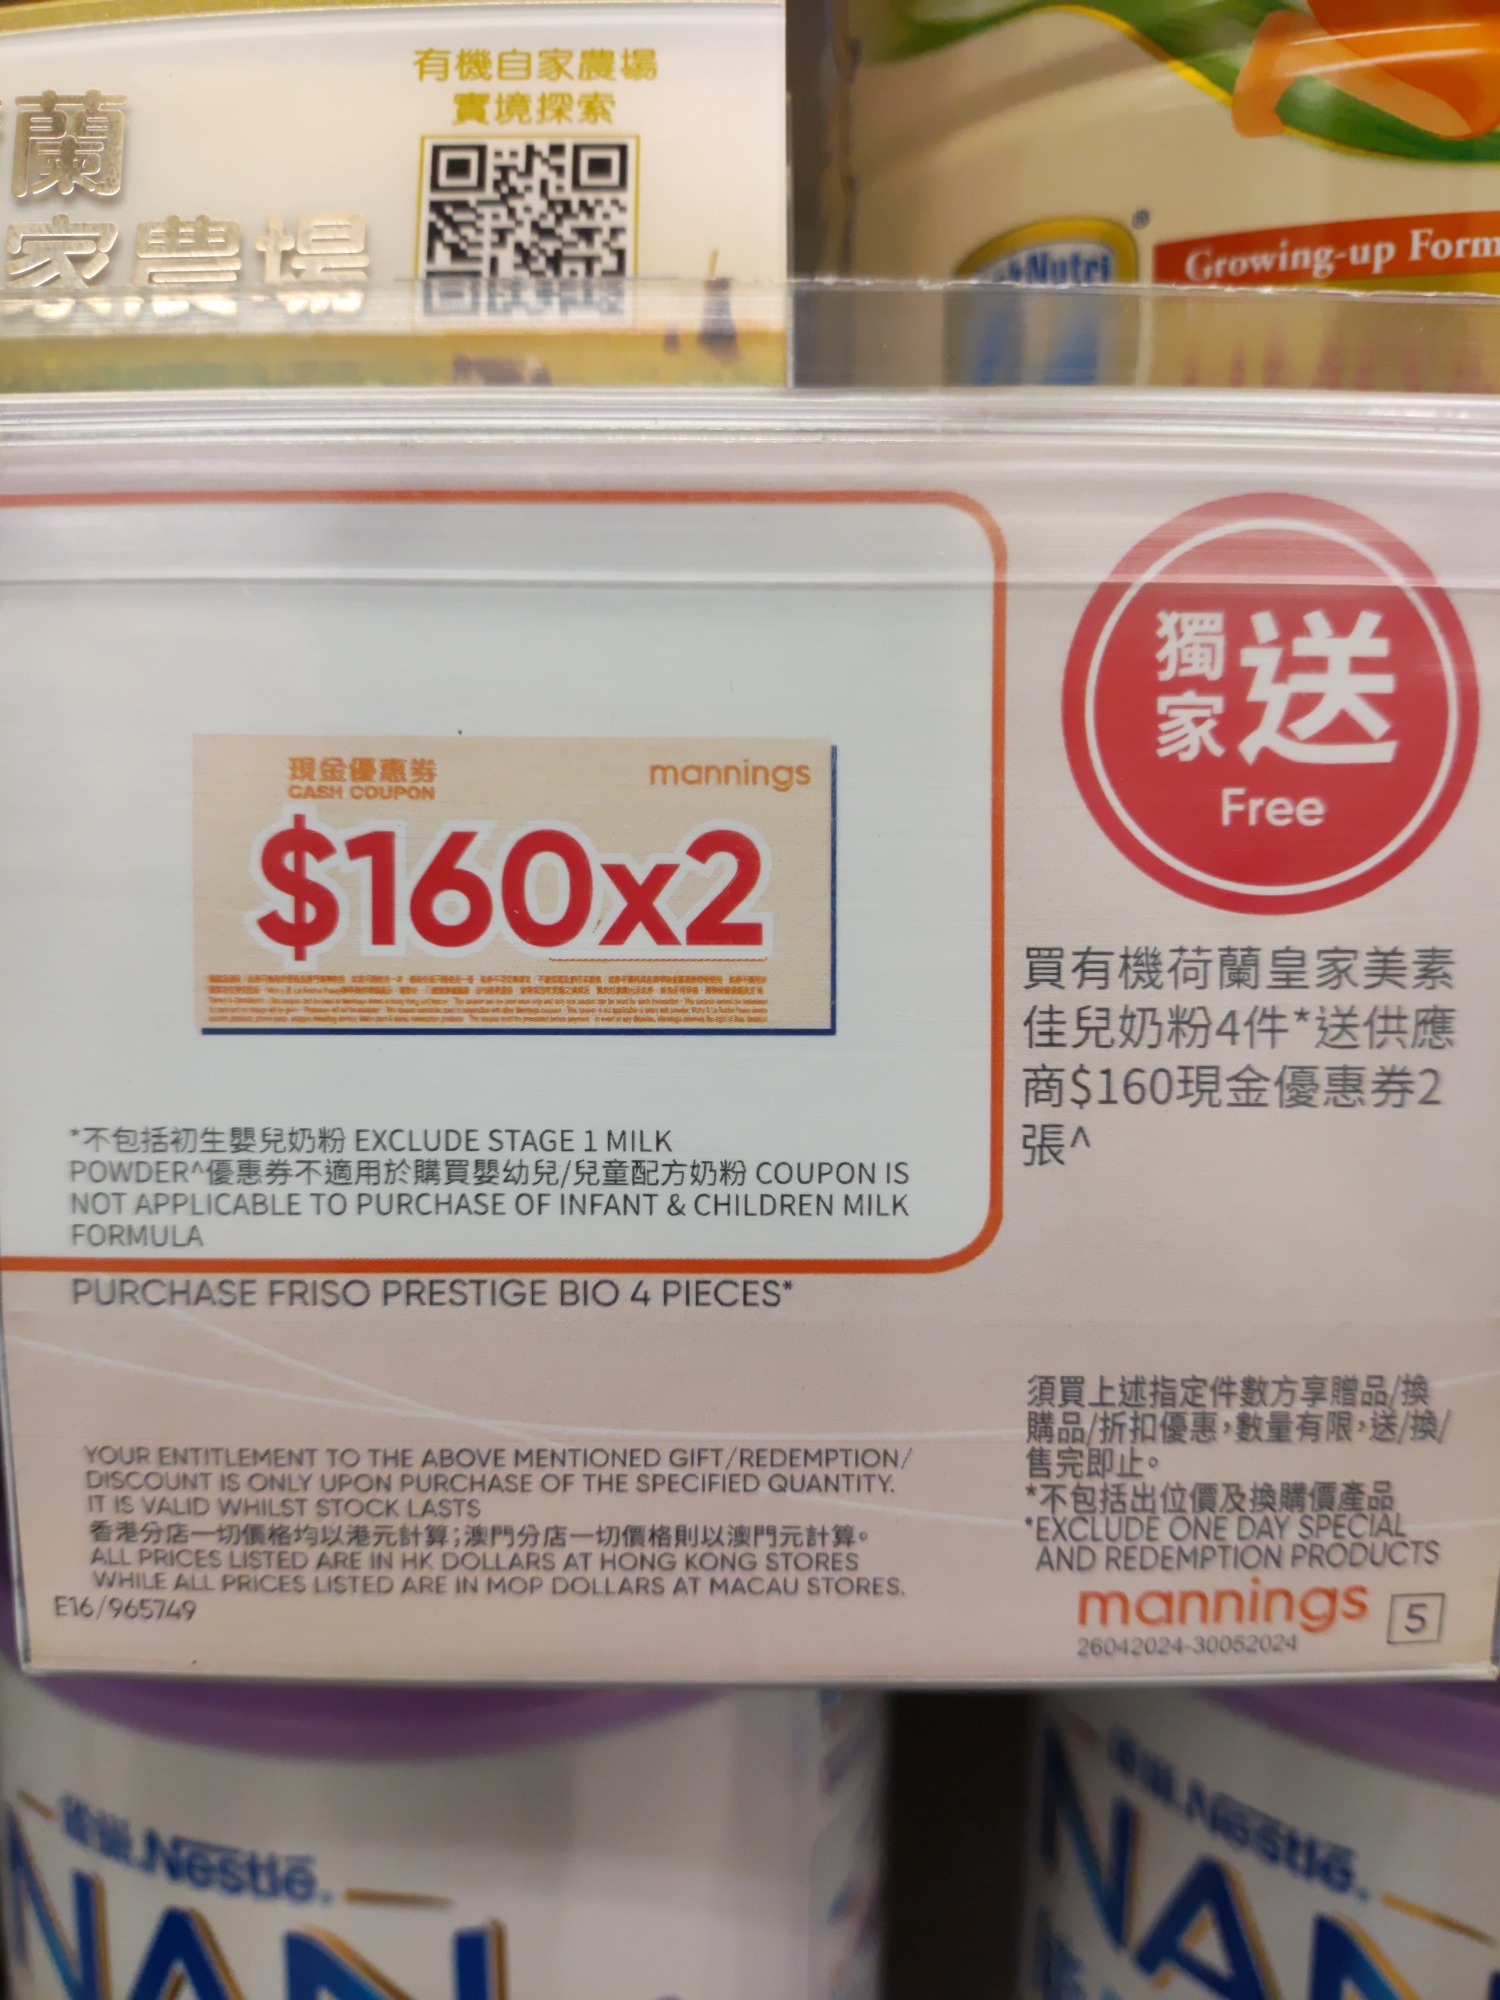 有機自家農場
實境探索
蘭
家農場
Growing-up Form
獨家送
Free
現金優惠券
CASH COUPON
mannings
$160x2
買有機荷蘭皇家美素
佳兒奶粉4件*送供應
商$160現金優惠券2
張^
*不包括初生嬰兒奶粉 EXCLUDE STAGE 1 MILK
POWDER^優惠券不適用於購買嬰幼兒/兒童配方奶粉 COUPON IS
NOT APPLICABLE TO PURCHASE OF INFANT & CHILDREN MILK
FORMULA
PURCHASE FRISO PRESTIGE BIO 4 PIECES*
須買上述指定件數方享贈品/換
購品/折扣優惠，數量有限，送/換/
售完即止。
*不包括出位價及換購價產品
*EXCLUDE ONE DAY SPECIAL
AND REDEMPTION PRODUCTS
mannings 5
26042024-30052024
YOUR ENTITLEMENT TO THE ABOVE MENTIONED GIFT/REDEMPTION/
DISCOUNT IS ONLY UPON PURCHASE OF THE SPECIFIED QUANTITY.
IT IS VALID WHILST STOCK LASTS
香港分店一切價格均以港元計算；澳門分店一切價格則以澳門元計算。
ALL PRICES LISTED ARE IN HK DOLLARS AT HONG KONG STORES
WHILE ALL PRICES LISTED ARE IN MOP DOLLARS AT MACAU STORES.
E16/965749
雀巢 Nestlé
NAN
雀巢 Nestlé
NAN